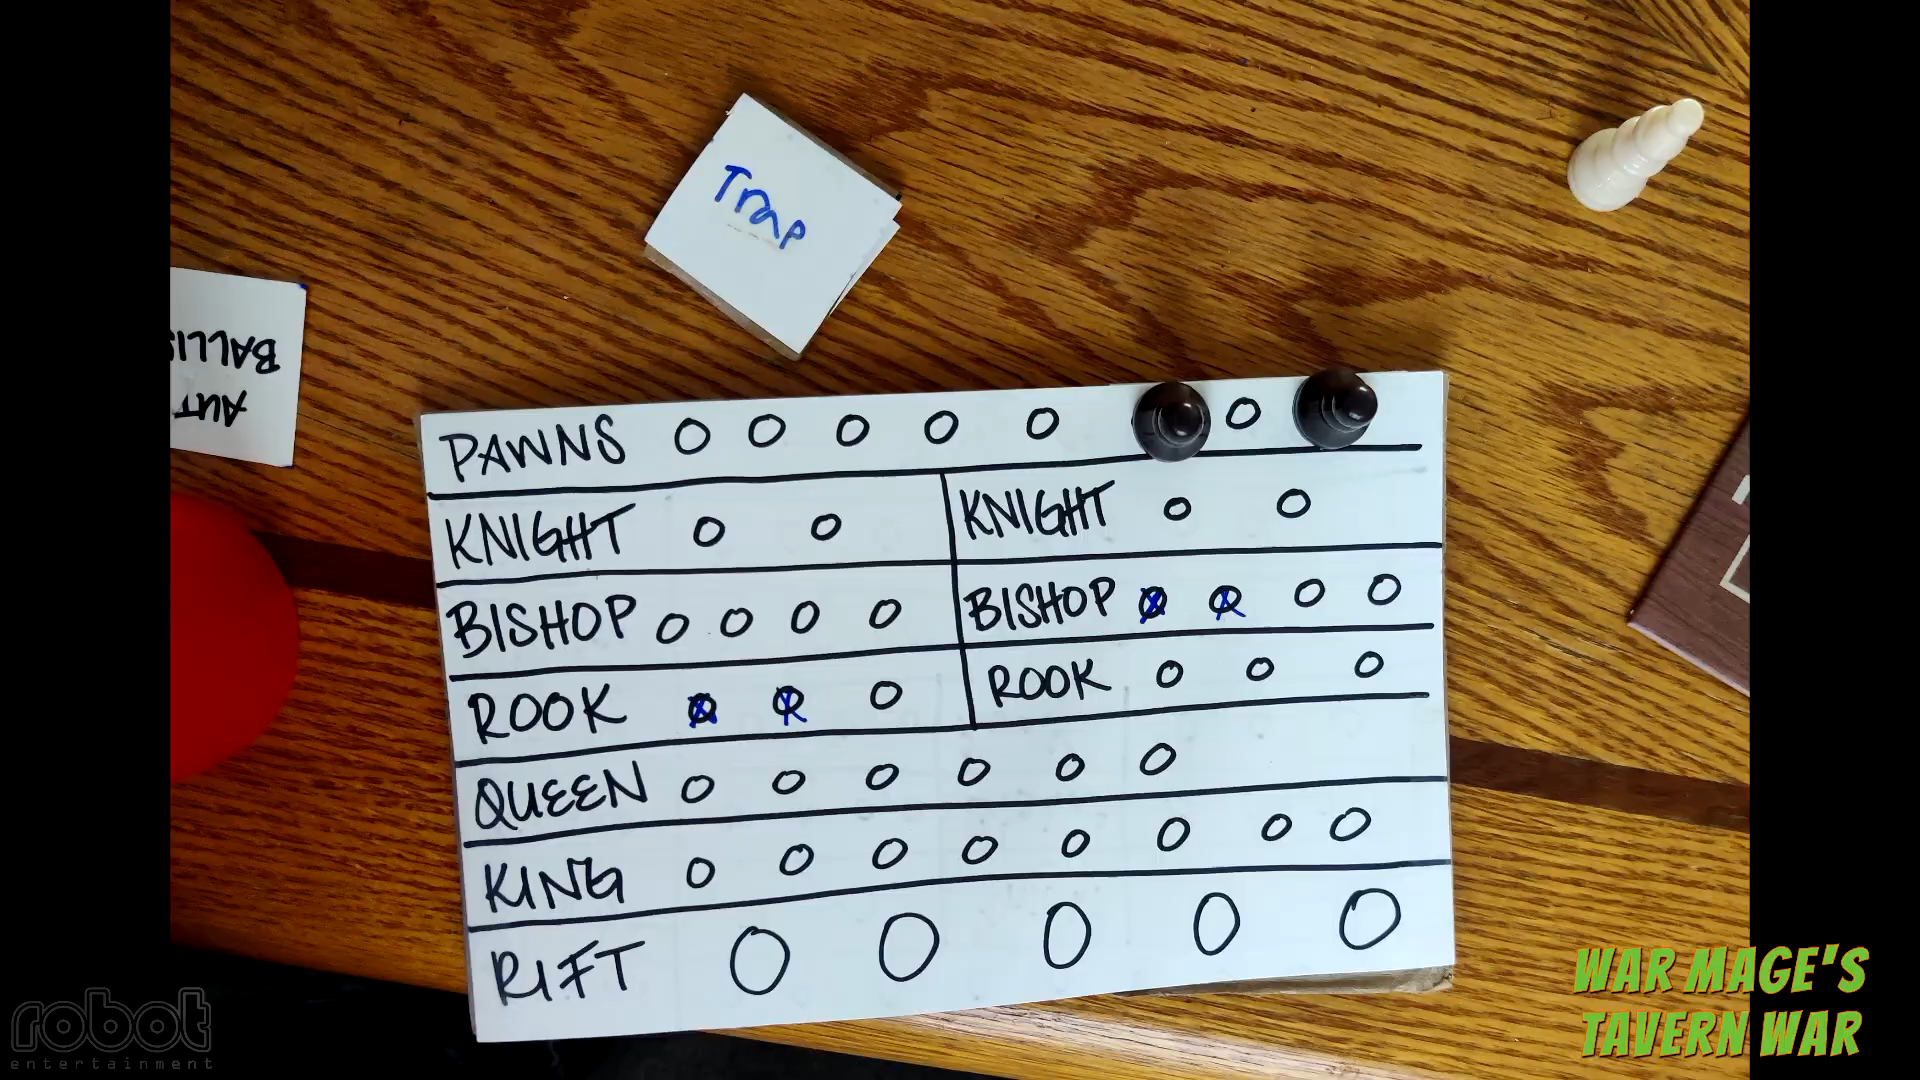 Trap
AUT
BALLIS
PAWNS O O O O O O
KNIGHT O O
KNIGHT O O
BISHOP O O O O
BISHOP O O O O
ROOK O O O
ROOK O O O
QUEEN O O O O O O
KING O O O O O O O O
RIFT O O O O O
robot
entertainment
WAR MAGE'S
TAVERN WAR